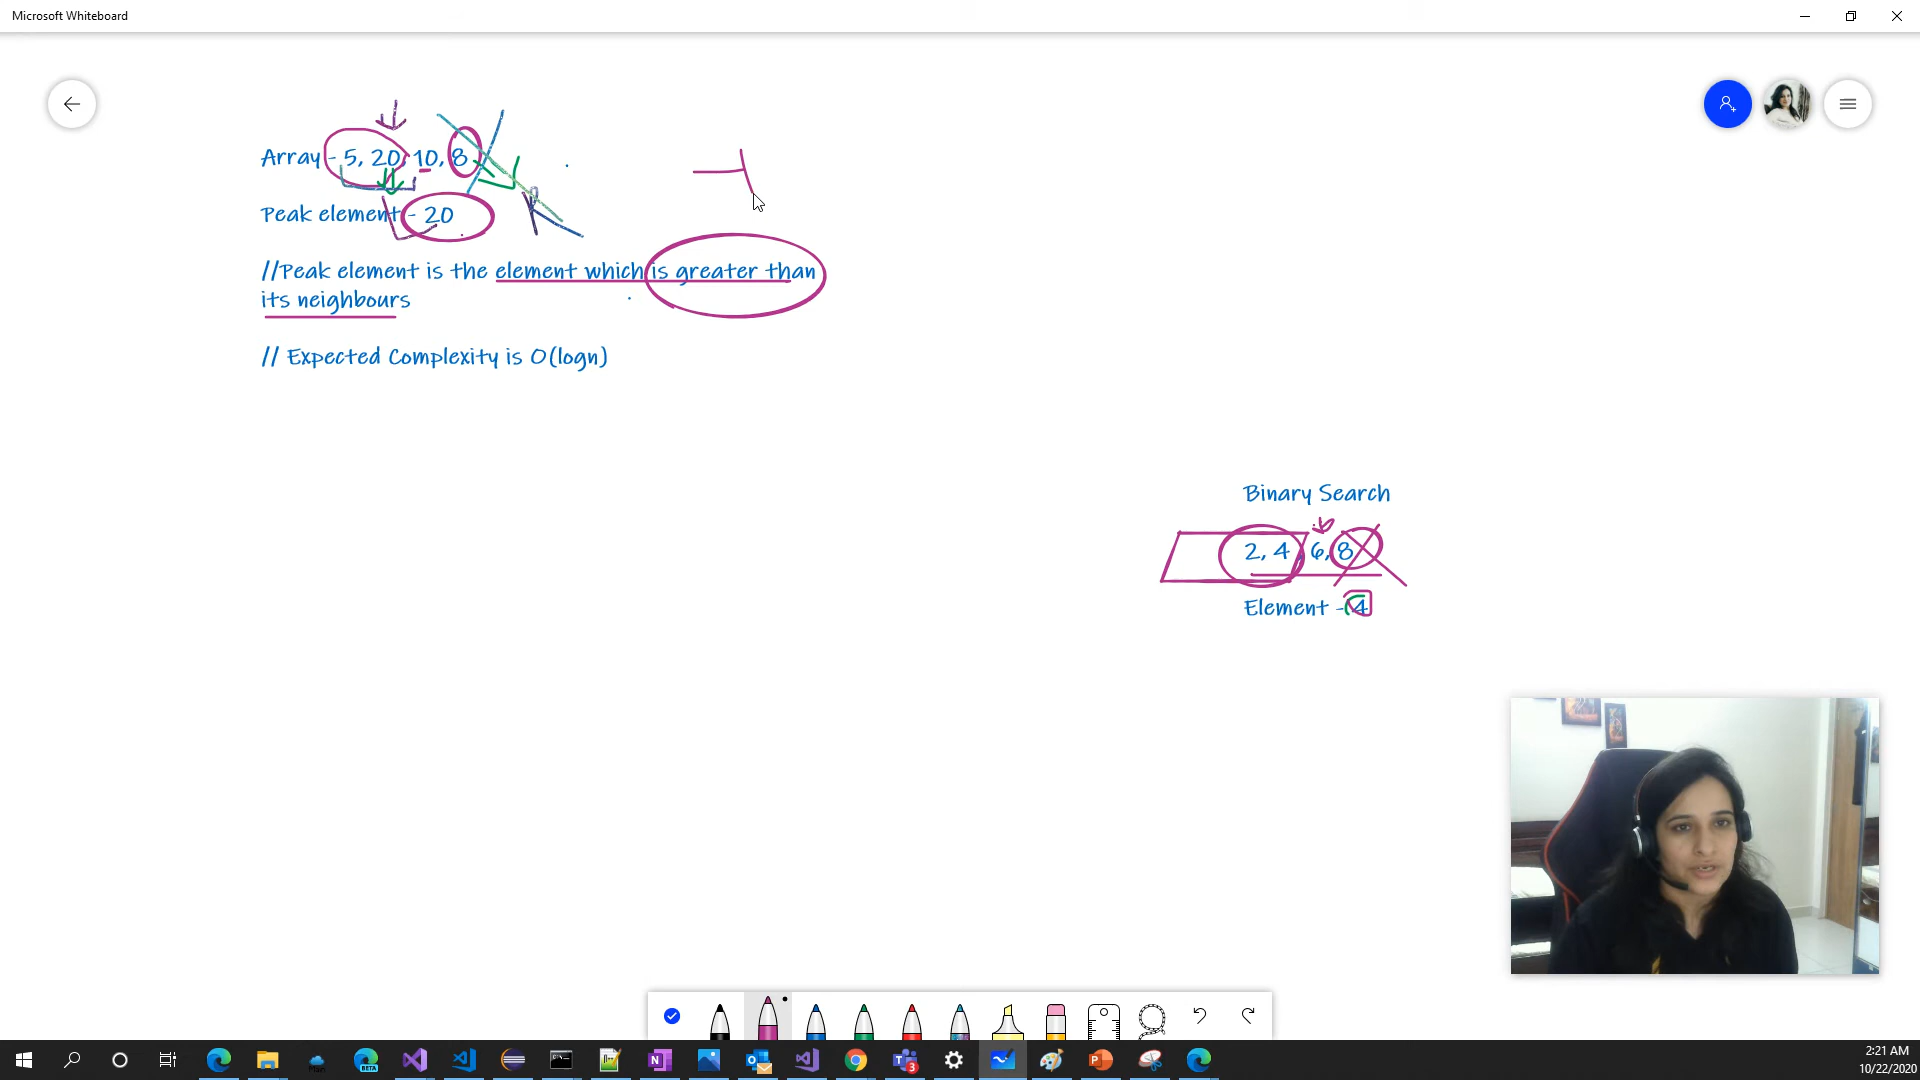 Microsoft Whiteboard
Array - 5, 20, 10, 8
Peak element - 20
//Peak element is the element which is greater than
its neighbours
// Expected Complexity is O(logn)
Binary Search
2, 4, 6, 8
Element - 4
2:21 AM
10/22/2020